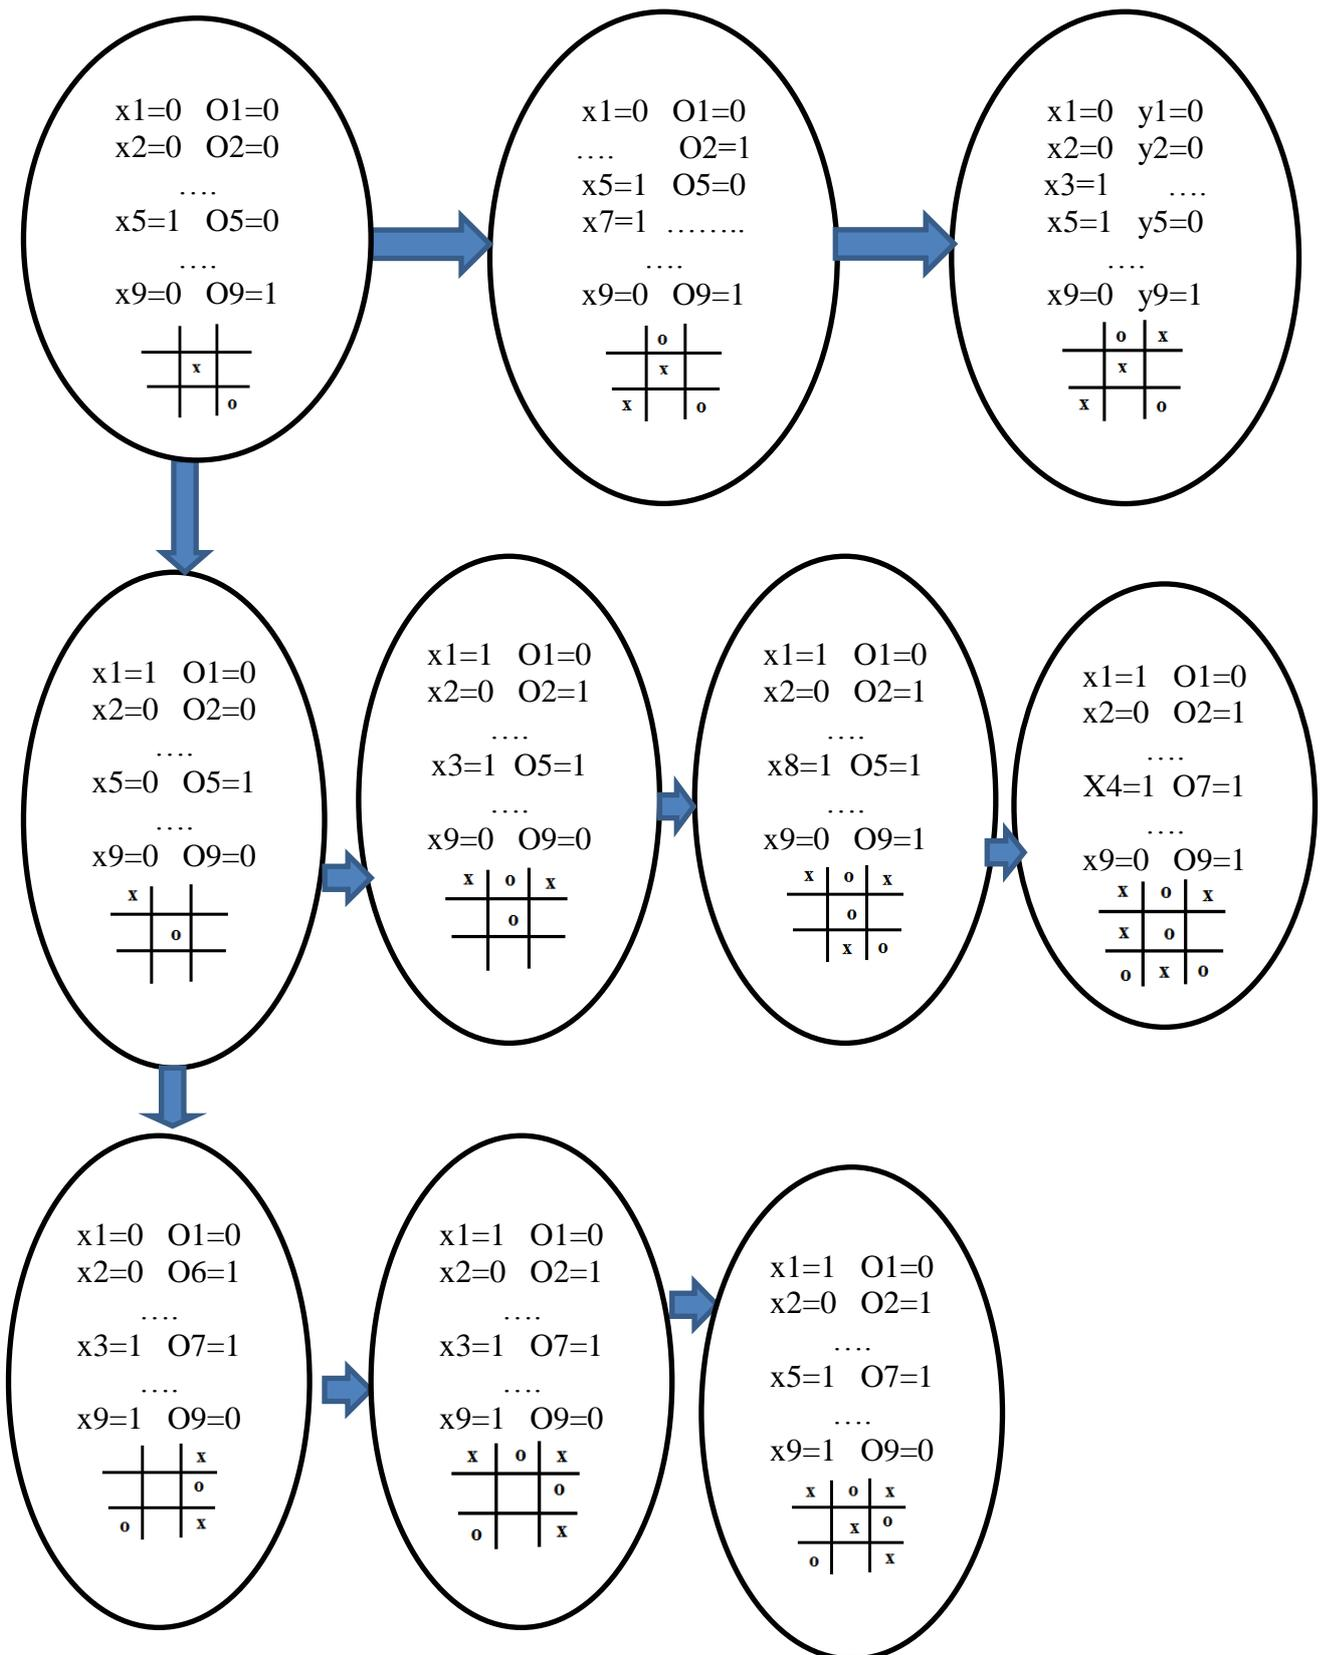 x1=0 O1=0
x2=0 O2=0
....
x5=1 O5=0
....
x9=0 O9=1
x
o
x1=0 O1=0
.... O2=1
x5=1 O5=0
x7=1 ........
....
x9=0 O9=1
o
x
x o
x1=0 y1=0
x2=0 y2=0
x3=1 ....
x5=1 y5=0
....
x9=0 y9=1
o x
x
x o
x1=1 O1=0
x2=0 O2=0
....
x5=0 O5=1
....
x9=0 O9=0
x
o
x1=1 O1=0
x2=0 O2=1
....
x3=1 O5=1
....
x9=0 O9=0
x o x
o
x1=1 O1=0
x2=0 O2=1
....
x8=1 O5=1
....
x9=0 O9=1
x o x
o
x o
x1=1 O1=0
x2=0 O2=1
....
X4=1 O7=1
....
x9=0 O9=1
x o x
x o
o x o
x1=0 O1=0
x2=0 O6=1
....
x3=1 O7=1
....
x9=1 O9=0
x
o
o x
x1=1 O1=0
x2=0 O2=1
....
x3=1 O7=1
....
x9=1 O9=0
x o x
o
o x
x1=1 O1=0
x2=0 O2=1
....
x5=1 O7=1
....
x9=1 O9=0
x o x
x o
o x